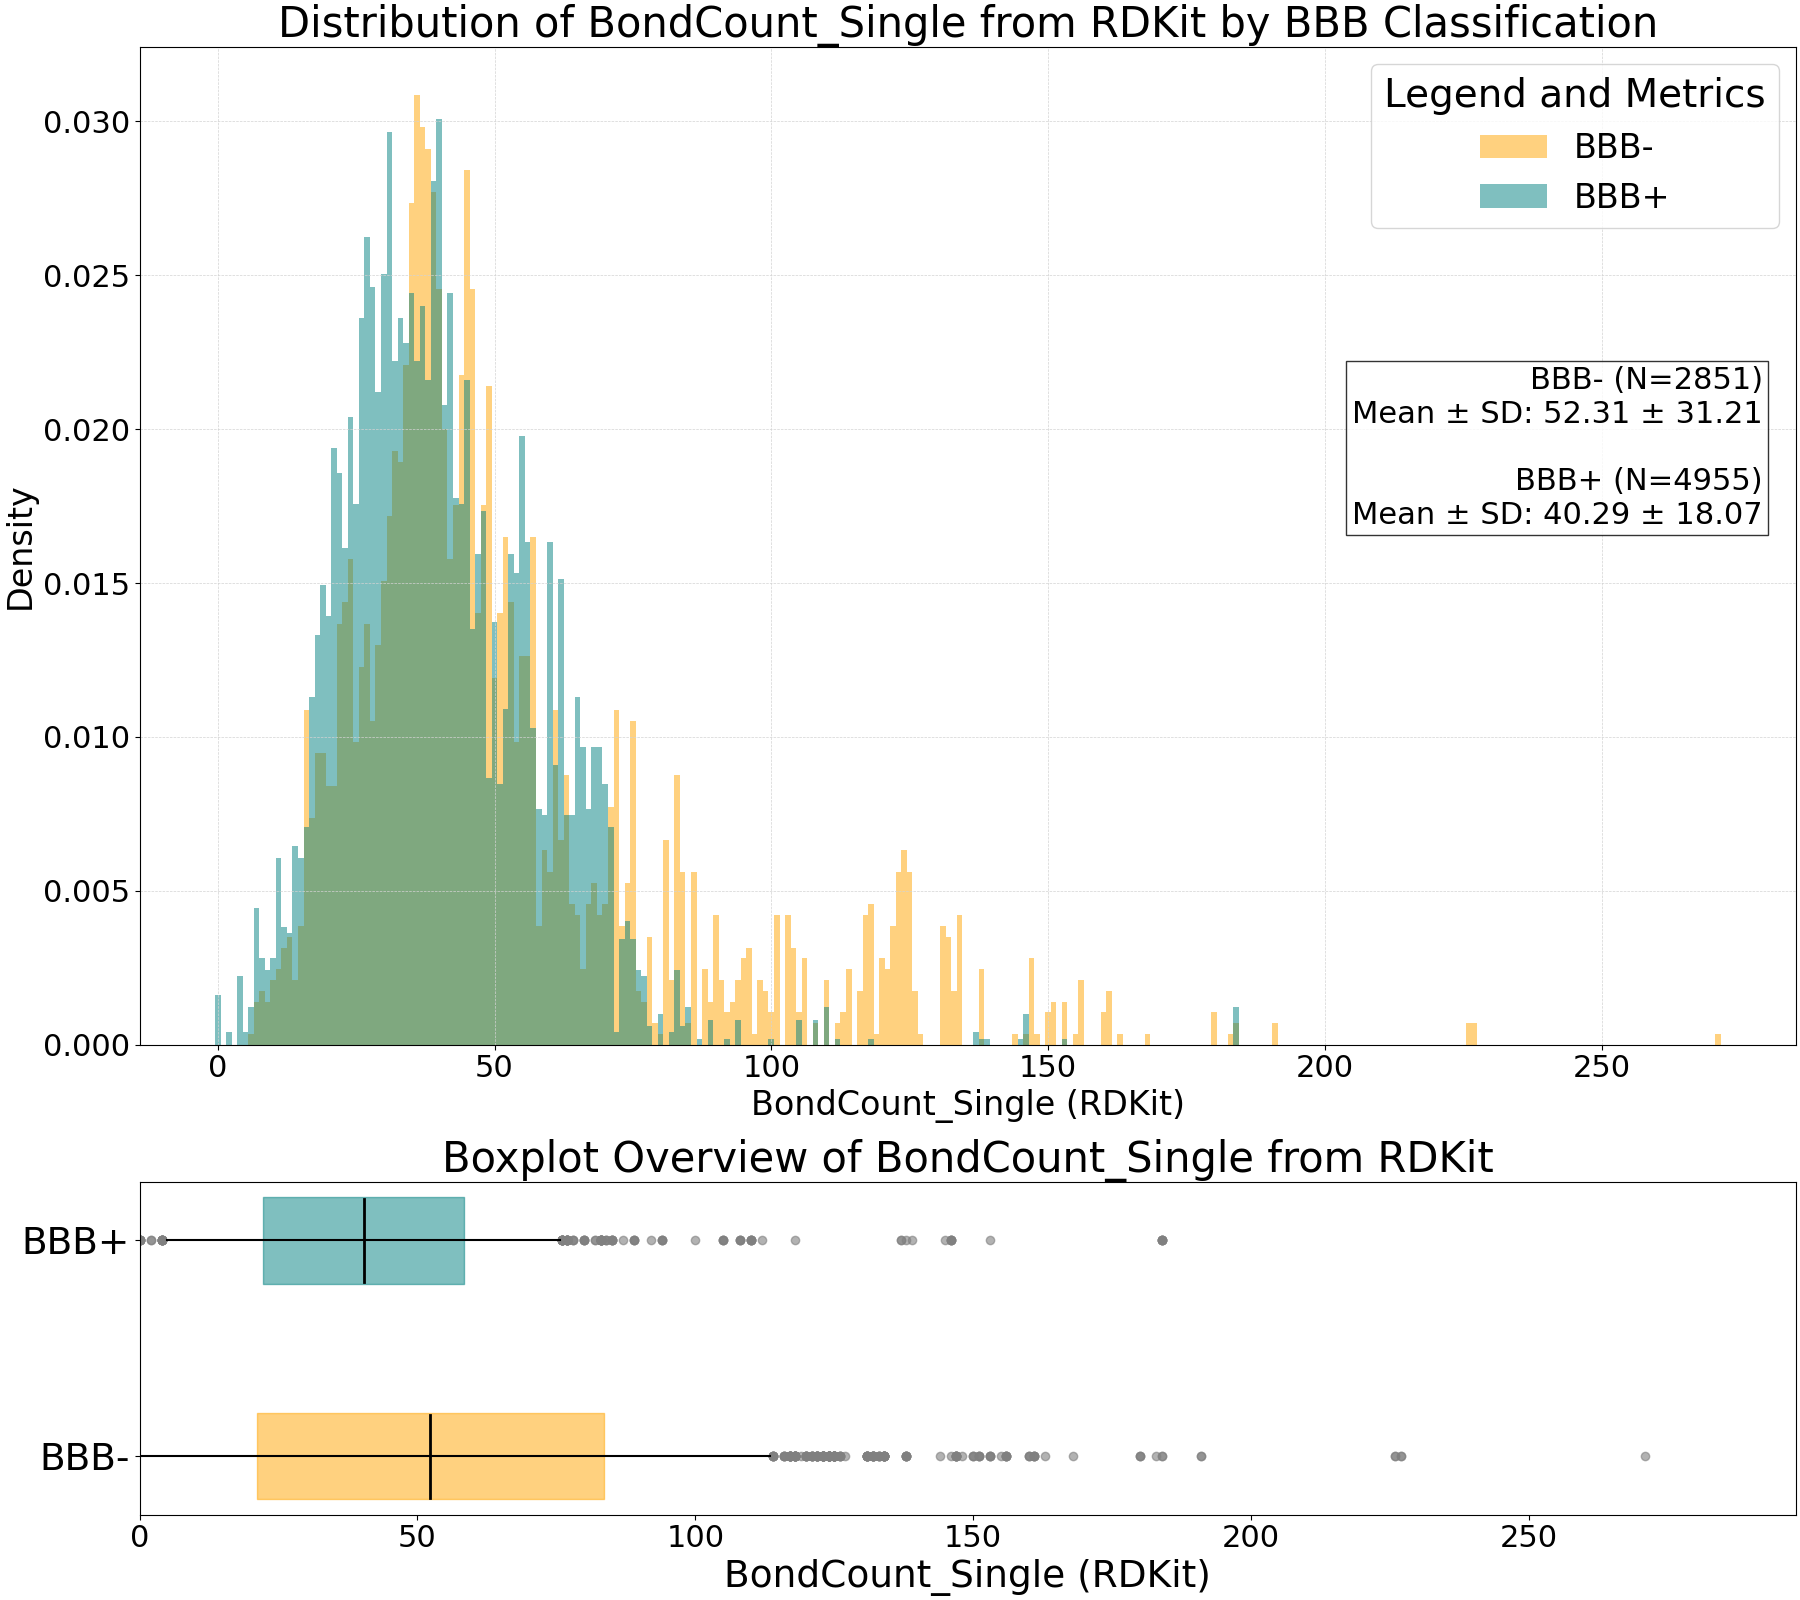 Distribution of BondCount_Single from RDKit by BBB Classification
Legend and Metrics
BBB-
BBB+
BBB- (N=2851)
Mean ± SD: 52.31 ± 31.21
BBB+ (N=4955)
Mean ± SD: 40.29 ± 18.07
Density
0.030
0.025
0.020
0.015
0.010
0.005
0.000
0 50 100 150 200 250
BondCount_Single (RDKit)
Boxplot Overview of BondCount_Single from RDKit
BBB+
BBB-
0 50 100 150 200 250
BondCount_Single (RDKit)